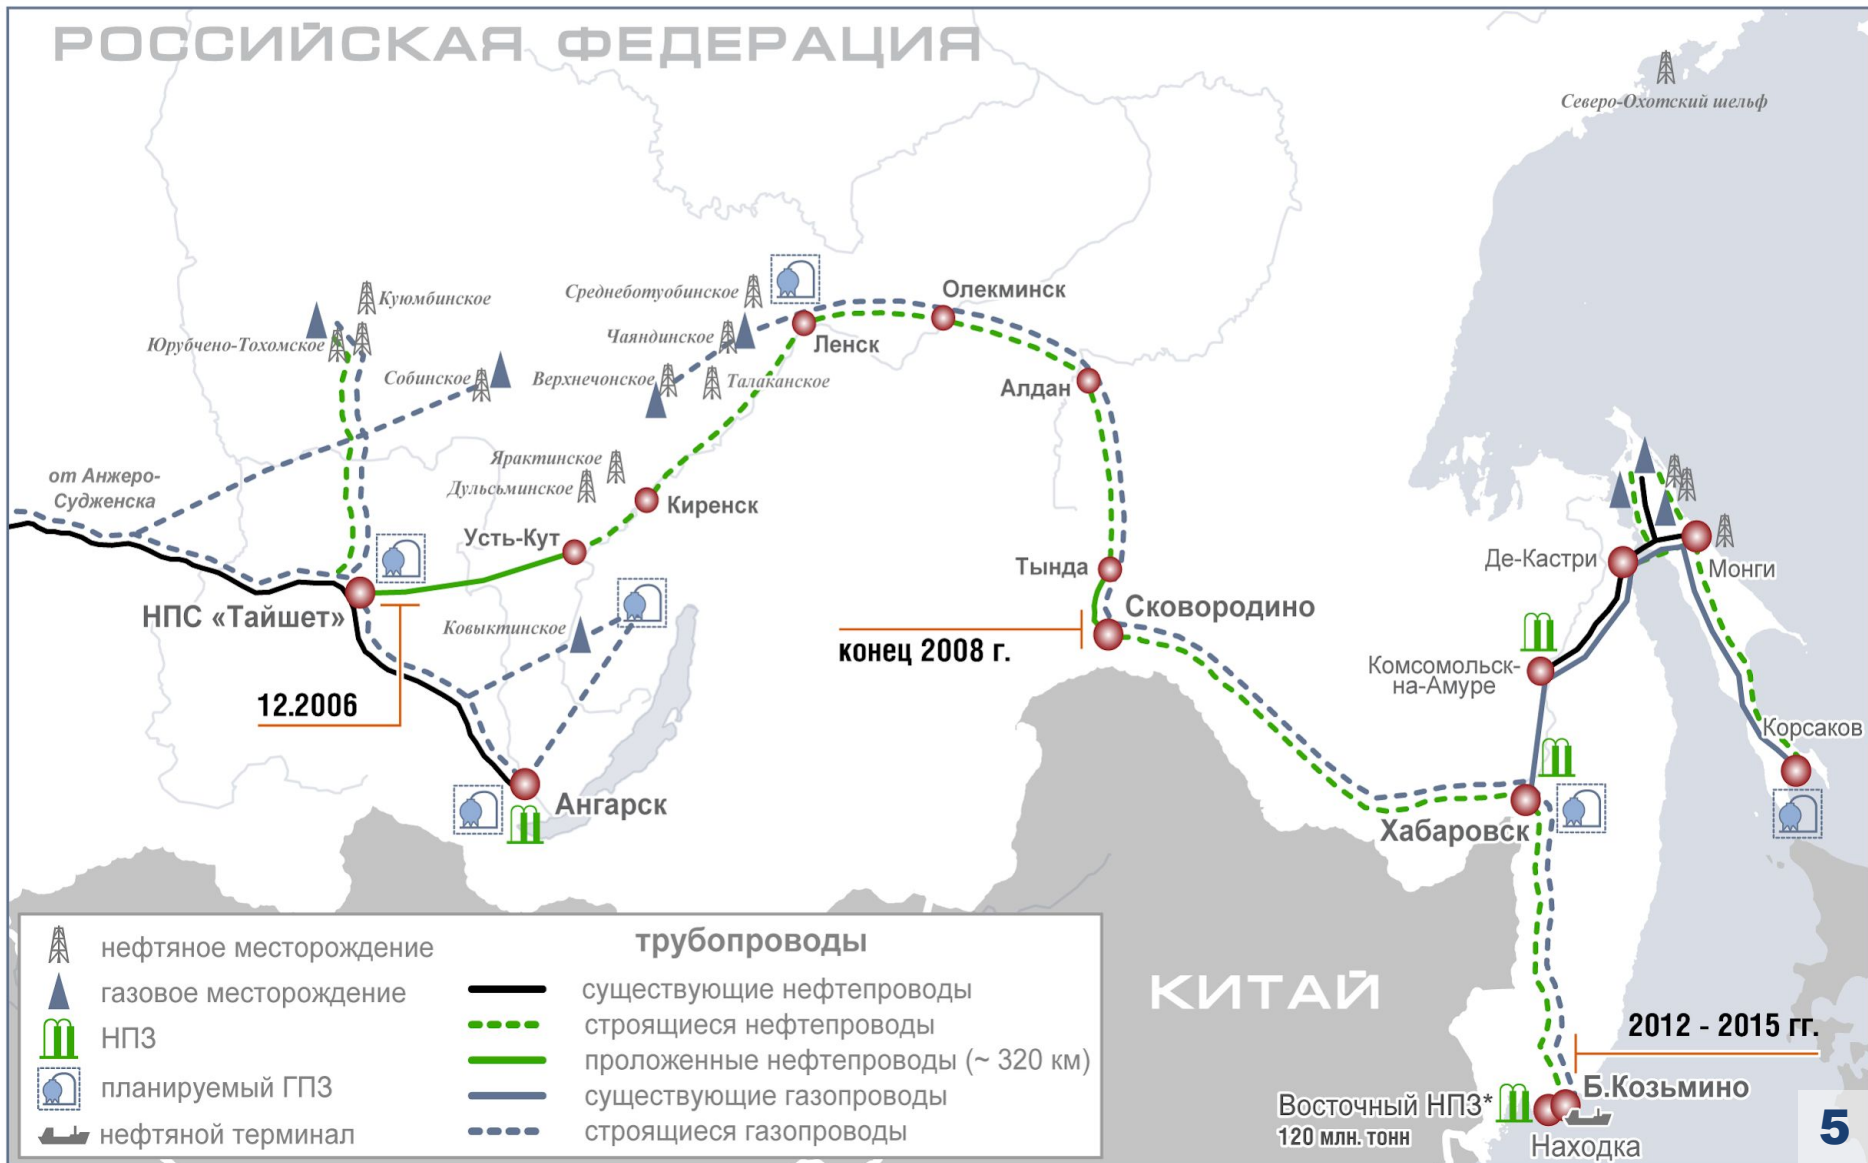 РОССИЙСКАЯ ФЕДЕРАЦИЯ
Северо-Охотский шельф
Куюмбинское
Юрубчено-Тохомское
Собинское
Среднеботуобинское
Чаяндинское
Верхнечонское
Талаканское
Ленск
Олекминск
Алдан
от Анжеро-
Судженска
Ярактинское
Дульсьминское
Киренск
Усть-Кут
НПС «Тайшет»
Ковыктинское
12.2006
Ангарск
Тында
Сковородино
конец 2008 г.
Де-Кастри
Монги
Комсомольск-
на-Амуре
Корсаков
Хабаровск
КИТАЙ
2012 - 2015 гг.
Б.Козьмино
Восточный НПЗ*
120 млн. тонн
Находка
нефтяное месторождение
газовое месторождение
НПЗ
планируемый ГПЗ
нефтяной терминал
трубопроводы
существующие нефтепроводы
строящиеся нефтепроводы
проложенные нефтепроводы (~ 320 км)
существующие газопроводы
строящиеся газопроводы
5